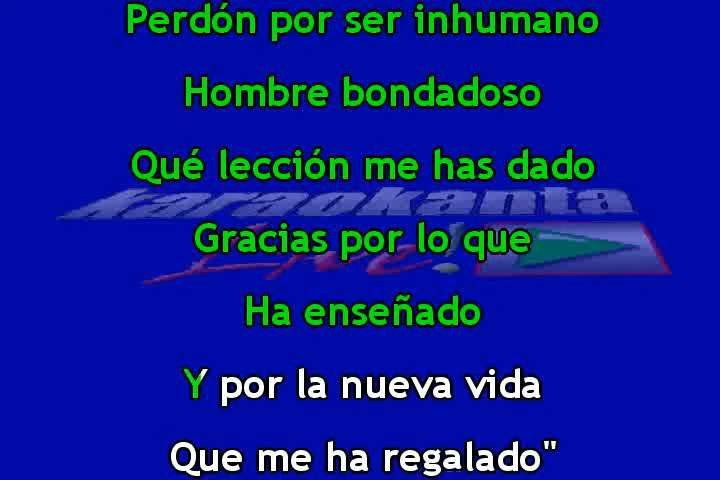 Perdón por ser inhumano
Hombre bondadoso
Qué lección me has dado
karaokanta
Gracias por lo que
Live!
Ha enseñado
Y por la nueva vida
Que me ha regalado"